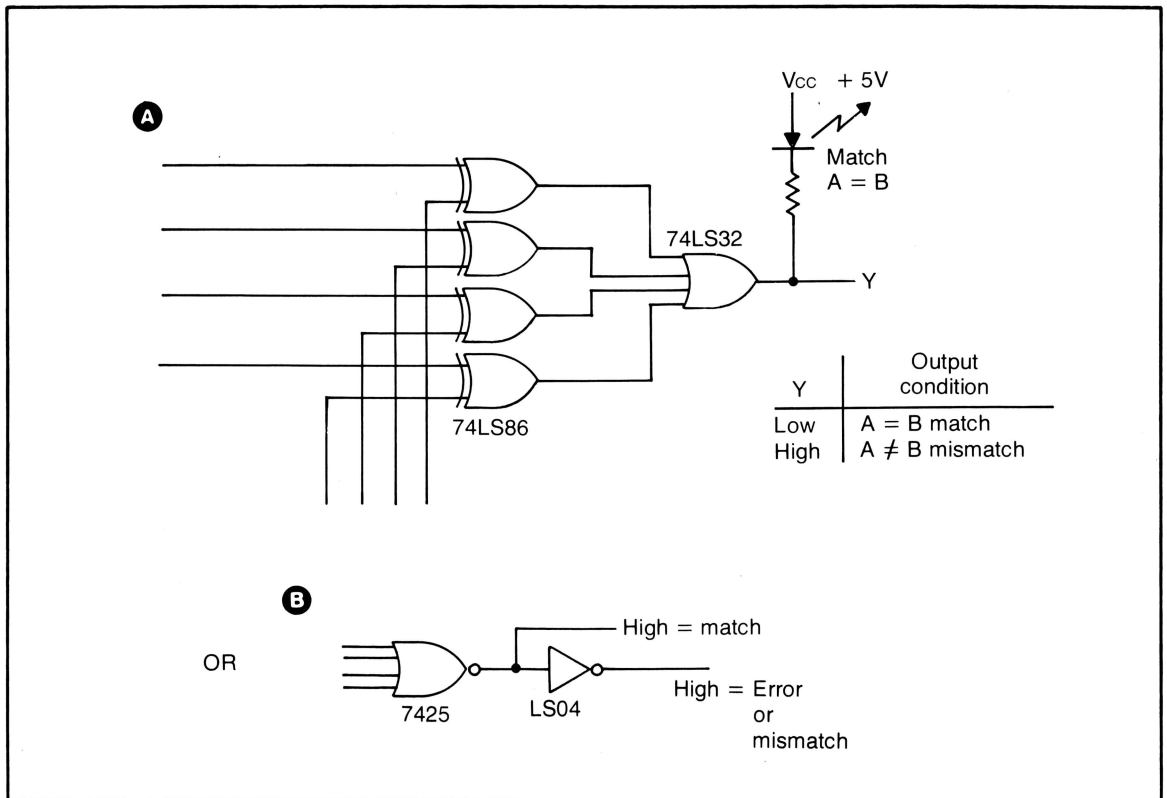 A
Vcc + 5V
Match
A = B
74LS32
Y
74LS86
Y Output condition
Low A = B match
High A ≠ B mismatch
B
OR
7425
High = match
LS04
High = Error
or
mismatch